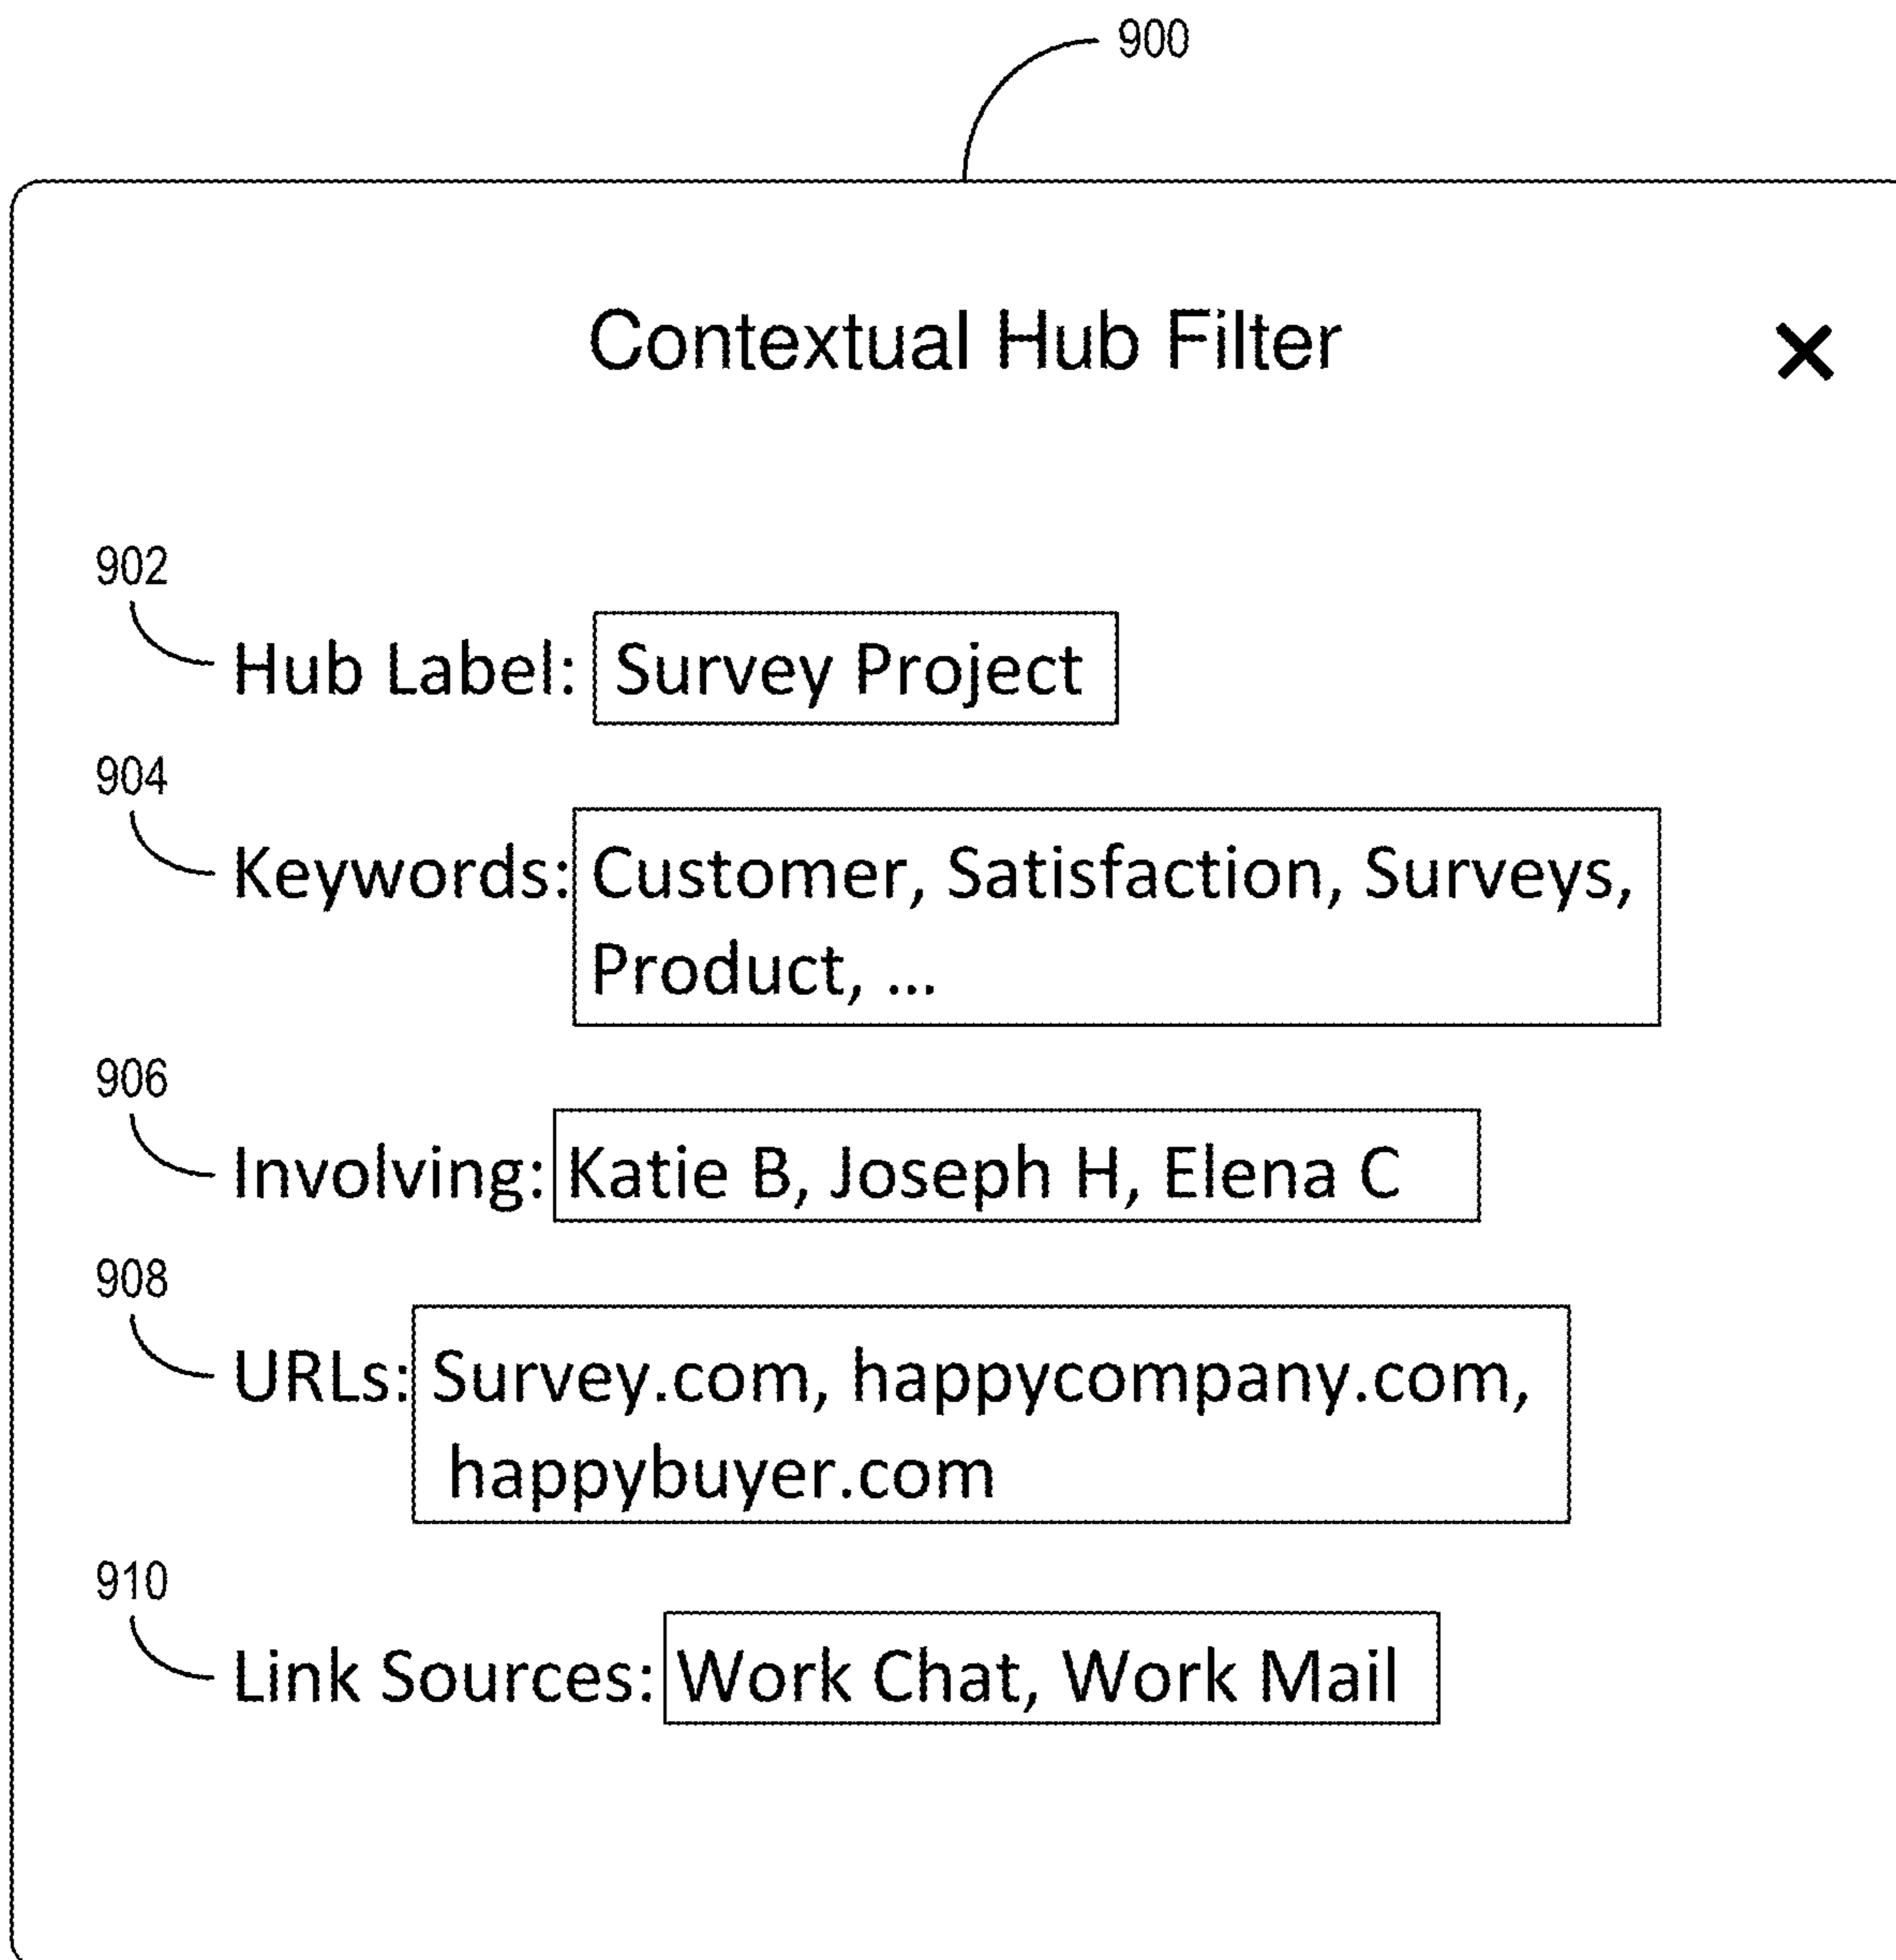 900
Contextual Hub Filter ×
902
Hub Label: Survey Project
904
Keywords: Customer, Satisfaction, Surveys,
Product, ...
906
Involving: Katie B, Joseph H, Elena C
908
URLs: Survey.com, happycompany.com,
happybuyer.com
910
Link Sources: Work Chat, Work Mail